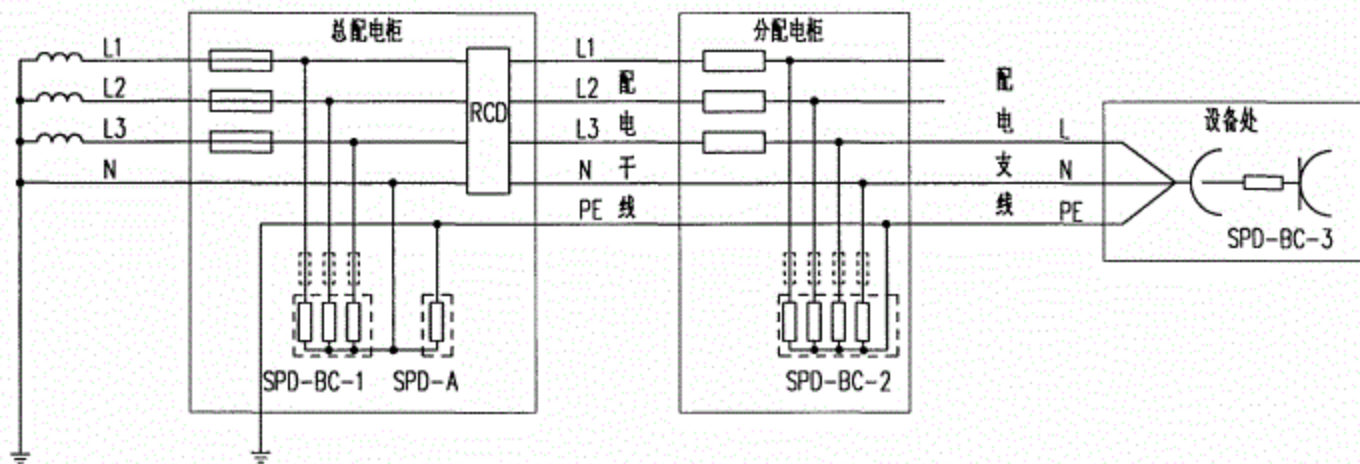 总配电柜
分配电柜
L1
L2
L3
N
RCD
L1
L2
L3
N
PE
配电干线
配电支线
L
N
PE
设备处
SPD-BC-3
SPD-BC-1
SPD-A
SPD-BC-2